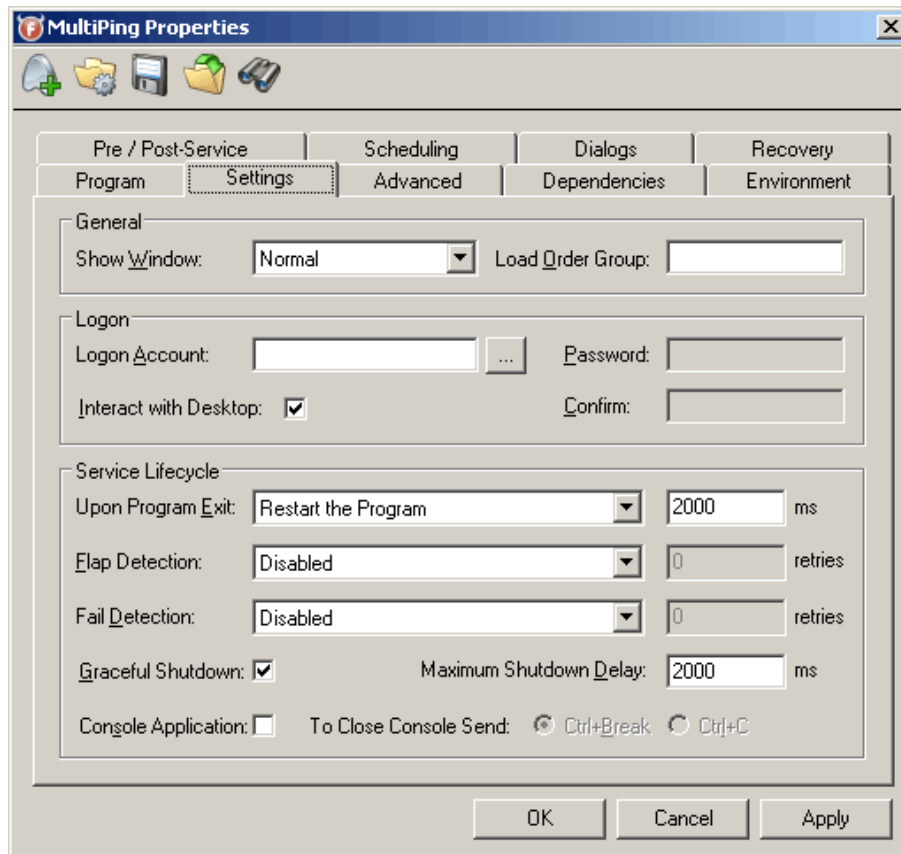 MultiPing Properties
Pre / Post-Service Scheduling Dialogs Recovery
Program Settings Advanced Dependencies Environment
General
Show Window: Normal Load Order Group:
Logon
Logon Account: ... Password:
Interact with Desktop: Confirm:
Service Lifecycle
Upon Program Exit: Restart the Program 2000 ms
Flap Detection: Disabled 0 retries
Fail Detection: Disabled 0 retries
Graceful Shutdown: Maximum Shutdown Delay: 2000 ms
Console Application: To Close Console Send: Ctrl+Break Ctrl+C
OK Cancel Apply